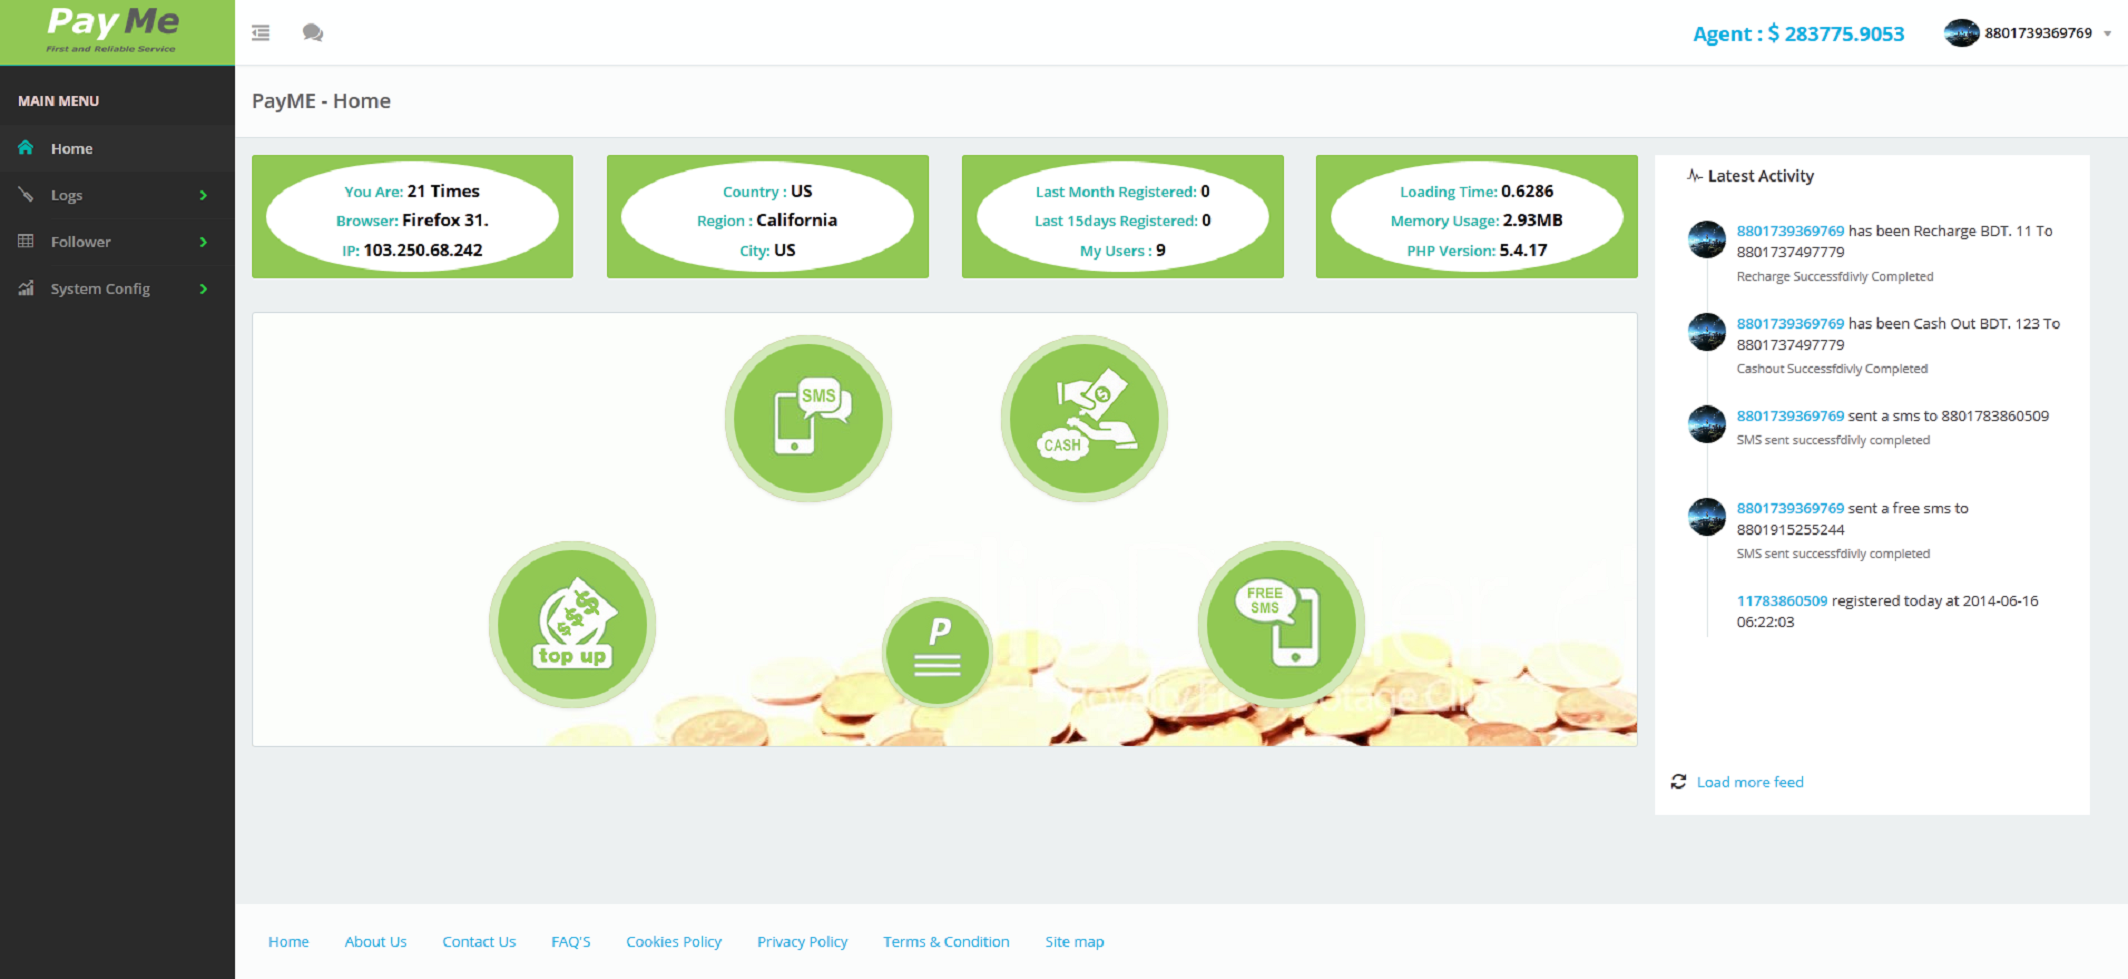 Pay Me
First and Reliable Service
Agent : $ 283775.9053
8801739369769
MAIN MENU
Home
Logs
Follower
System Config
PayME - Home
You Are: 21 Times
Browser: Firefox 31.
IP: 103.250.68.242
Country : US
Region : California
City: US
Last Month Registered: 0
Last 15days Registered: 0
My Users : 9
Loading Time: 0.6286
Memory Usage: 2.93MB
PHP Version: 5.4.17
SMS
CASH
top up
P
FREE
SMS
Latest Activity
8801739369769 has been Recharge BDT. 11 To
8801737497779
Recharge Successfdivly Completed
8801739369769 has been Cash Out BDT. 123 To
8801737497779
Cashout Successfdivly Completed
8801739369769 sent a sms to 8801783860509
SMS sent successfdivly completed
8801739369769 sent a free sms to
8801915255244
SMS sent successfdivly completed
11783860509 registered today at 2014-06-16
06:22:03
Load more feed
Home
About Us
Contact Us
FAQ'S
Cookies Policy
Privacy Policy
Terms & Condition
Site map